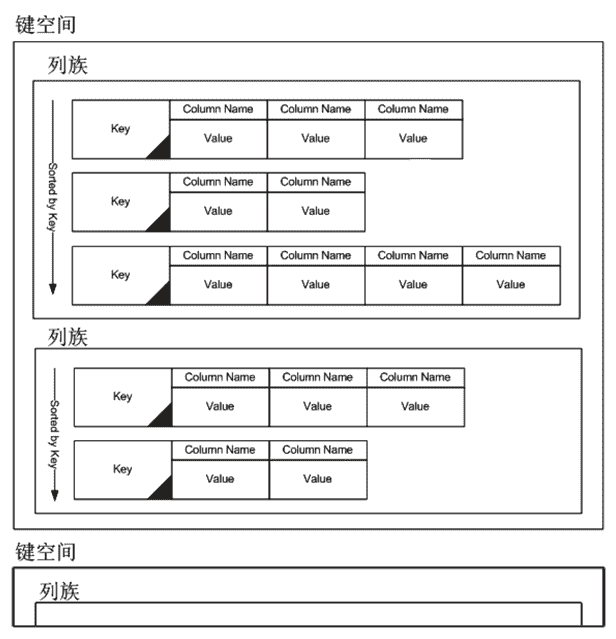 键空间
列族
Sorted by Key
Key Column Name Column Name Column Name
Value Value Value
Key Column Name Column Name
Value Value
Key Column Name Column Name Column Name Column Name
Value Value Value Value
列族
Sorted by Key
Key Column Name Column Name Column Name
Value Value Value
Key Column Name Column Name
Value Value
键空间
列族